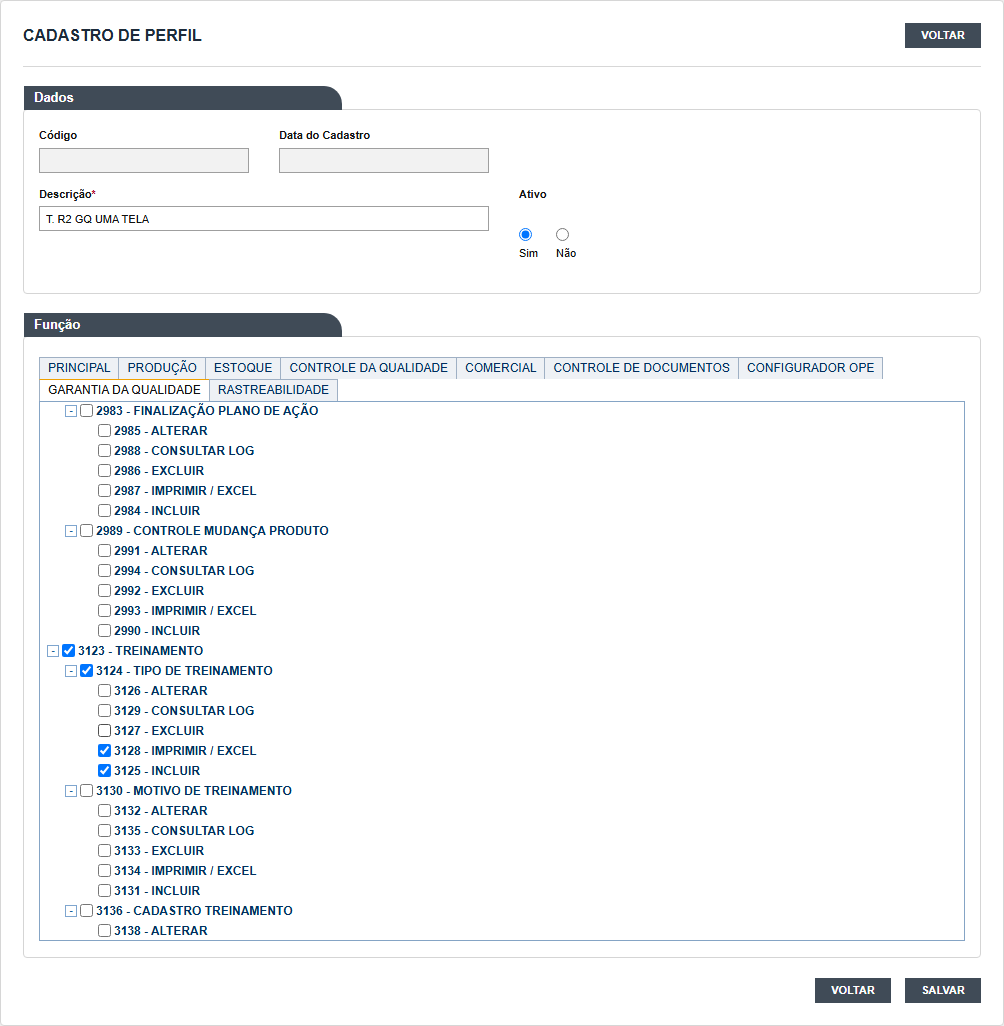 CADASTRO DE PERFIL
VOLTAR
Dados
Código
Data do Cadastro
Descrição*
Ativo
T. R2 GQ UMA TELA
Sim
Não
Função
PRINCIPAL
PRODUÇÃO
ESTOQUE
CONTROLE DA QUALIDADE
COMERCIAL
CONTROLE DE DOCUMENTOS
CONFIGURADOR OPE
GARANTIA DA QUALIDADE
RASTREABILIDADE
2983 - FINALIZAÇÃO PLANO DE AÇÃO
2985 - ALTERAR
2988 - CONSULTAR LOG
2986 - EXCLUIR
2987 - IMPRIMIR / EXCEL
2984 - INCLUIR
2989 - CONTROLE MUDANÇA PRODUTO
2991 - ALTERAR
2994 - CONSULTAR LOG
2992 - EXCLUIR
2993 - IMPRIMIR / EXCEL
2990 - INCLUIR
3123 - TREINAMENTO
3124 - TIPO DE TREINAMENTO
3126 - ALTERAR
3129 - CONSULTAR LOG
3127 - EXCLUIR
3128 - IMPRIMIR / EXCEL
3125 - INCLUIR
3130 - MOTIVO DE TREINAMENTO
3132 - ALTERAR
3135 - CONSULTAR LOG
3133 - EXCLUIR
3134 - IMPRIMIR / EXCEL
3131 - INCLUIR
3136 - CADASTRO TREINAMENTO
3138 - ALTERAR
VOLTAR
SALVAR